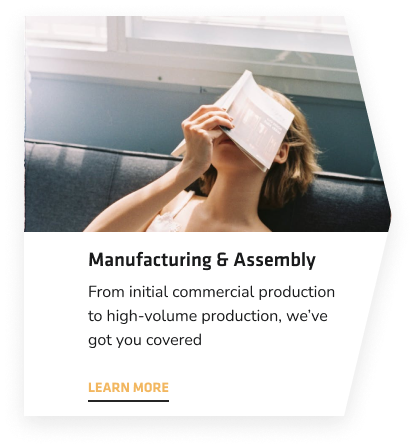 Manufacturing & Assembly
From initial commercial production
to high-volume production, we've
got you covered
LEARN MORE